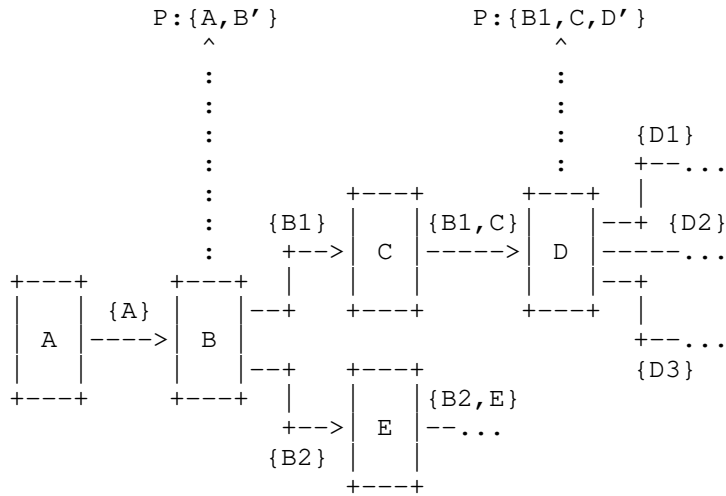 P:{A,B'} P:{B1,C,D'}
{D1}
{B1} {B1,C} {D2}
C D
{A}
A B
{D3}
{B2,E}
E
{B2}